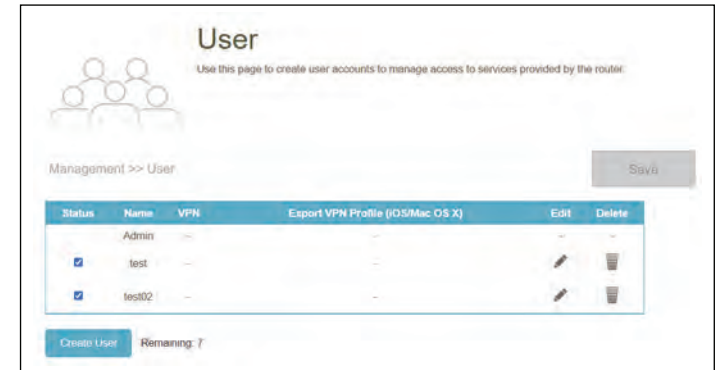 User
Use this page to create user accounts to manage access to services provided by the router.
Management >> User
Save
Status Name VPN Export VPN Profile (iOS/Mac OS X) Edit Delete
Admin -- -- -- --
test -- --
test02 -- --
Create User Remaining: 7